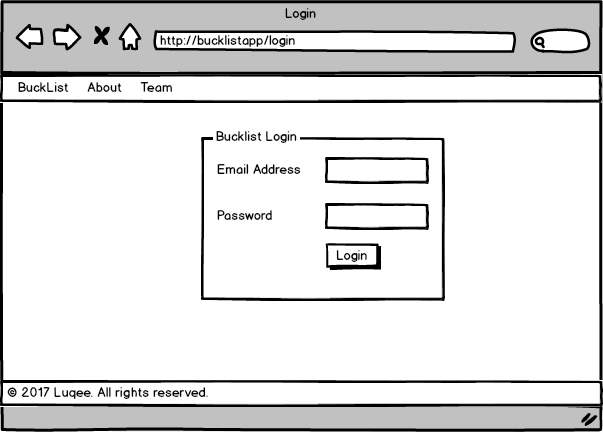 Login
http://bucklistapp/login
BuckList About Team
Bucklist Login
Email Address
Password
Login
© 2017 Luqee. All rights reserved.